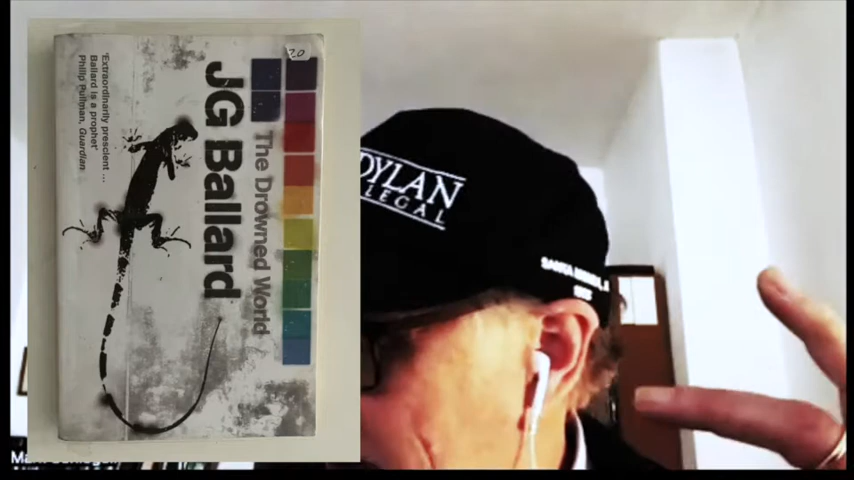 20
JG Ballard
The Drowned World
'Extraordinarily prescient ...
Ballard is a prophet'
Philip Pullman, Guardian
DYLAN
LEGAL